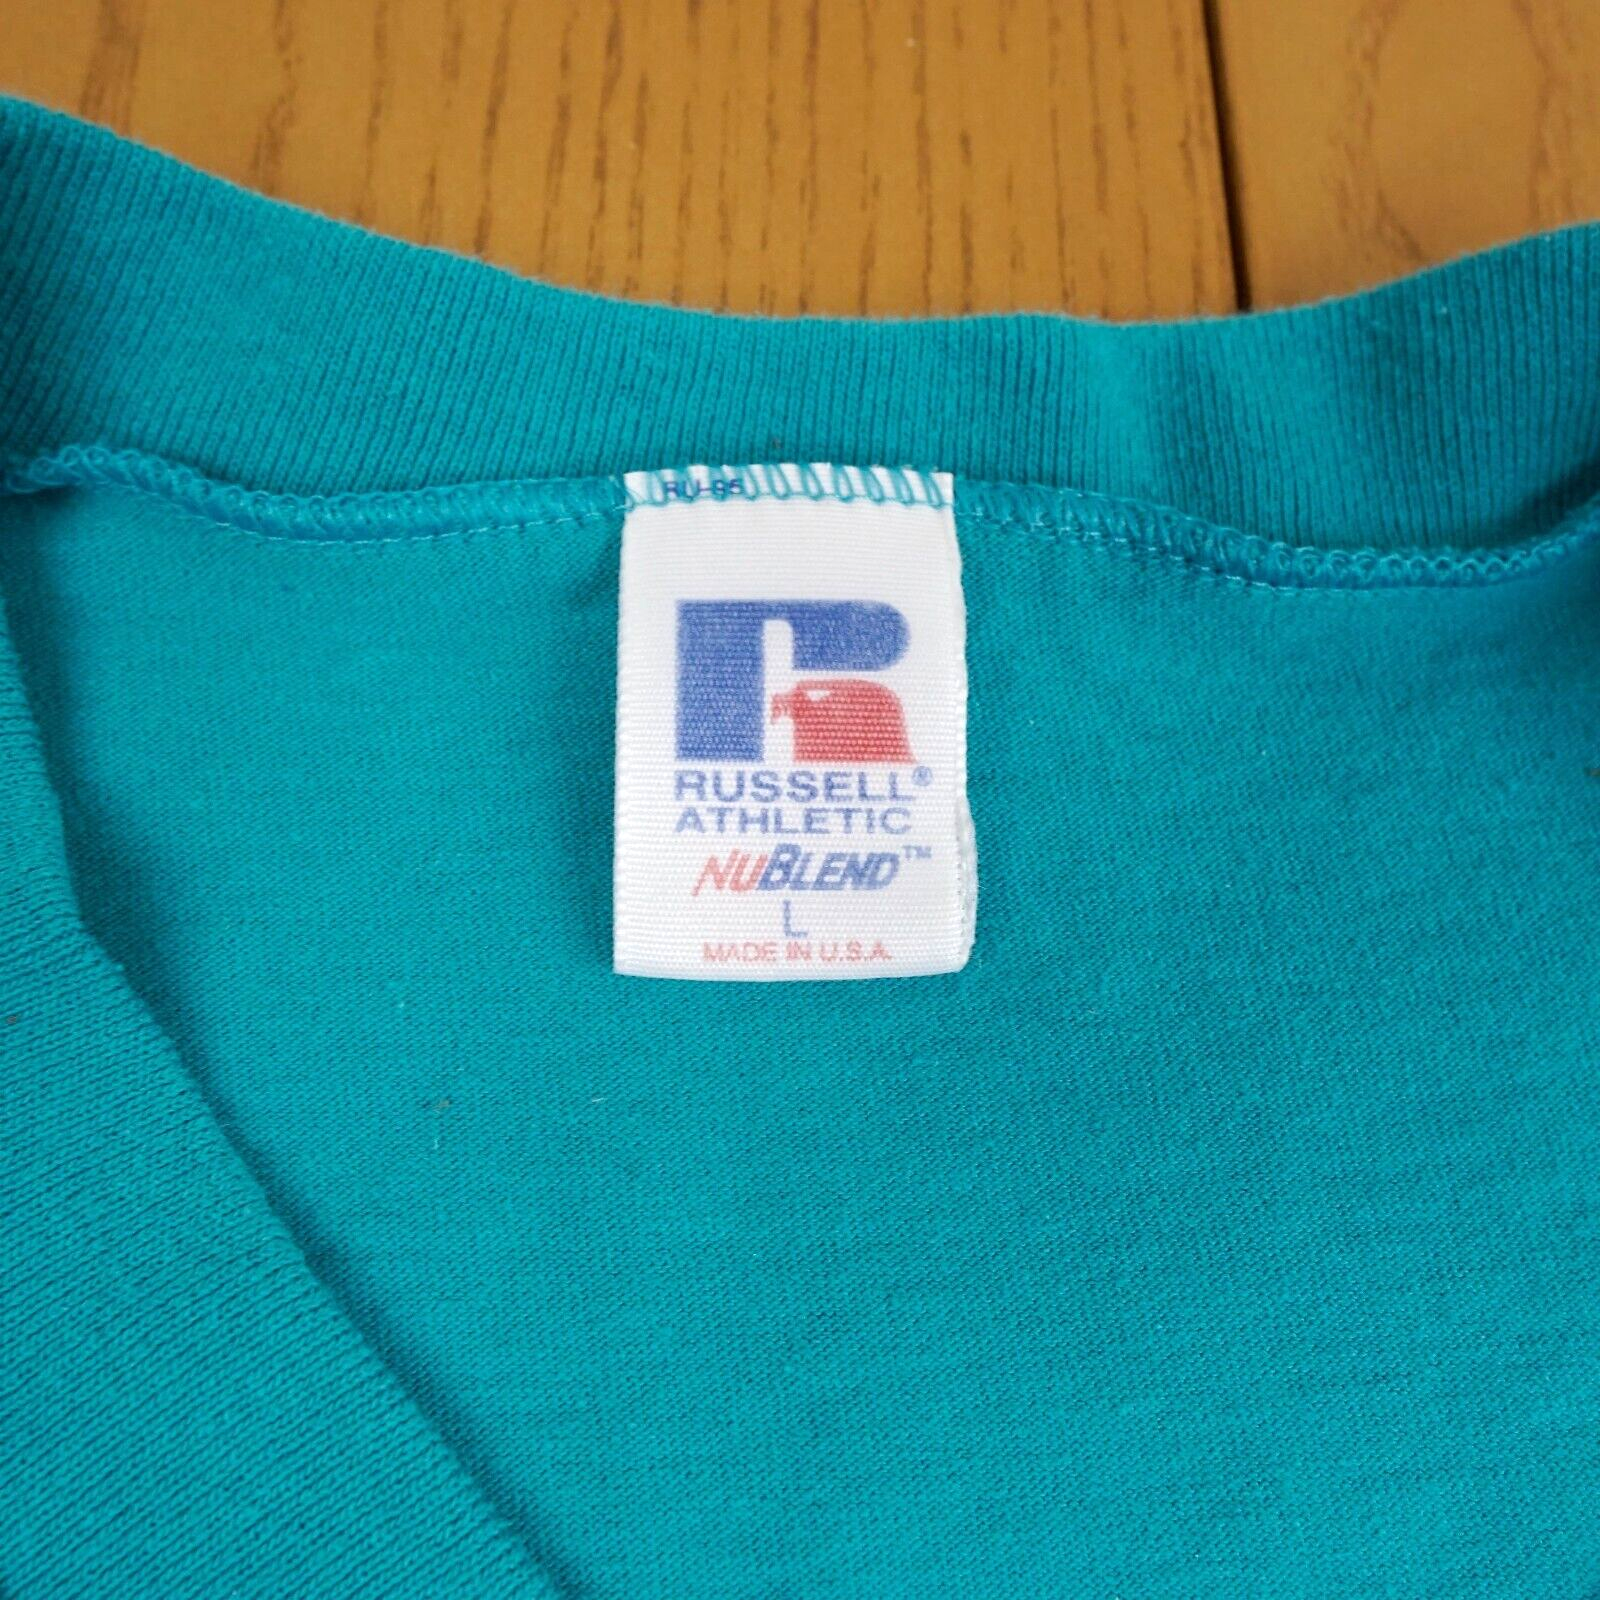 RUSSELL®
ATHLETIC
NUBLEND™
L
MADE IN U.S.A.